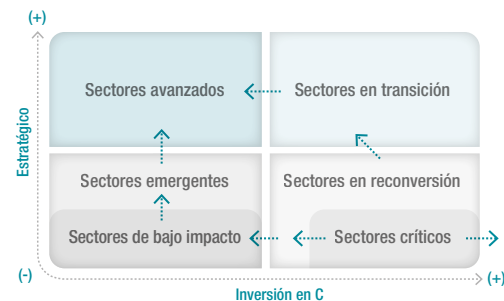 (+)
Sectores avanzados
Sectores en transición
Estratégico
Sectores emergentes
Sectores en reconversión
Sectores de bajo impacto
Sectores críticos
(-)
(+)
Inversión en C